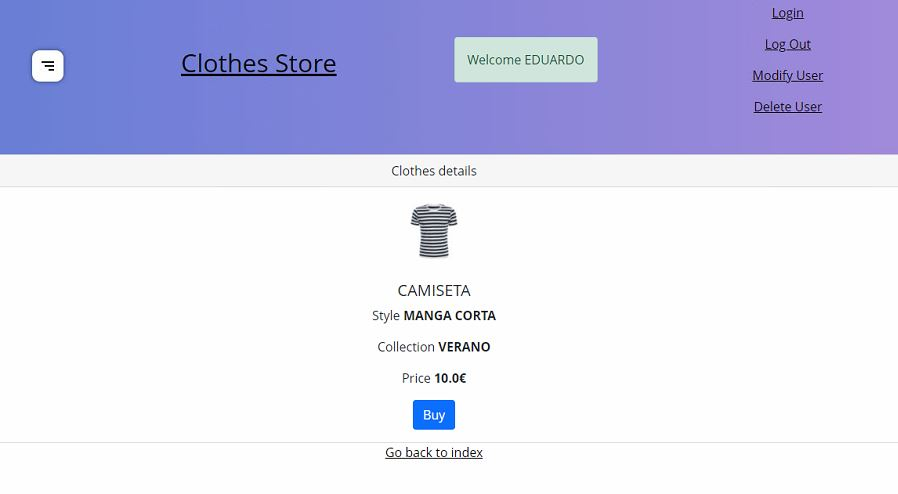 Login
Clothes Store
Welcome EDUARDO
Log Out
Modify User
Delete User
Clothes details
CAMISETA
Style MANGA CORTA
Collection VERANO
Price 10.0€
Buy
Go back to index